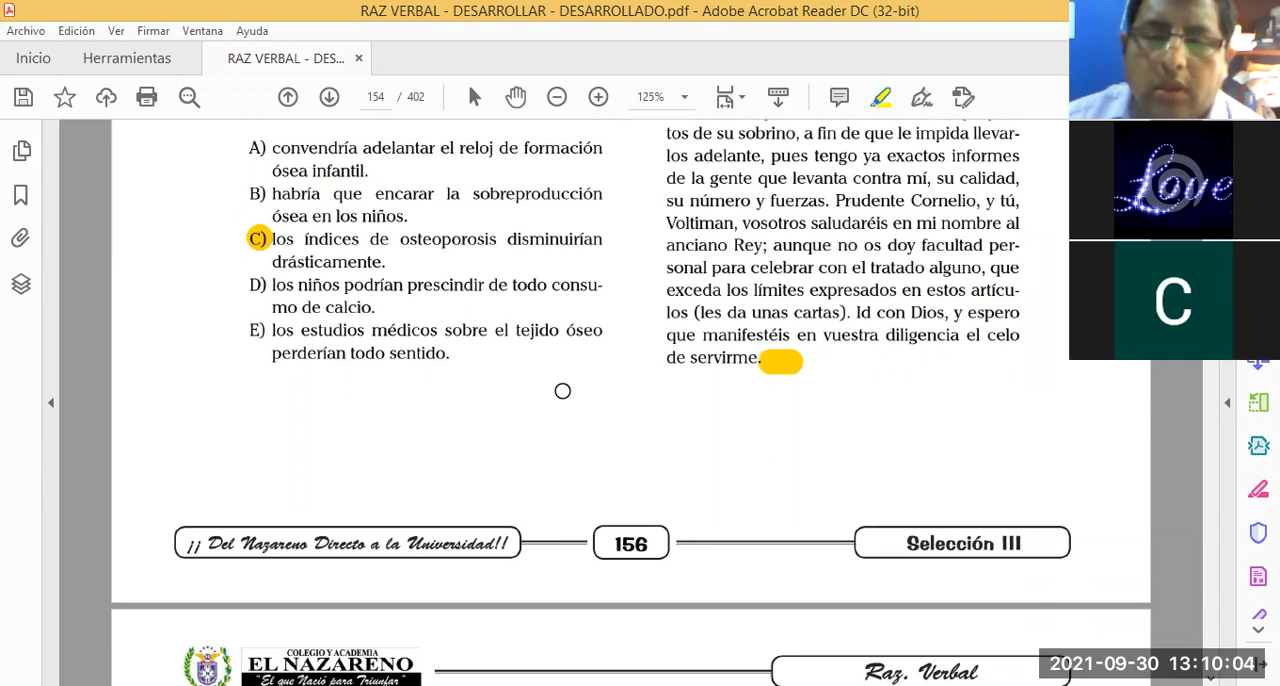 RAZ VERBAL - DESARROLLAR - DESARROLLADO.pdf - Adobe Acrobat Reader DC (32-bit)
Archivo Edición Ver Firmar Ventana Ayuda
Inicio Herramientas RAZ VERBAL - DES... ×
154 / 402 125%
A) convendría adelantar el reloj de formación
ósea infantil.
B) habría que encarar la sobreproducción
ósea en los niños.
C) los índices de osteoporosis disminuirían
drásticamente.
D) los niños podrían prescindir de todo consu-
mo de calcio.
E) los estudios médicos sobre el tejido óseo
perderían todo sentido.
tos de su sobrino, a fin de que le impida llevar-
los adelante, pues tengo ya exactos informes
de la gente que levanta contra mí, su calidad,
su número y fuerzas. Prudente Cornelio, y tú,
Voltiman, vosotros saludaréis en mi nombre al
anciano Rey; aunque no os doy facultad per-
sonal para celebrar con el tratado alguno, que
exceda los límites expresados en estos artícu-
los (les da unas cartas). Id con Dios, y espero
que manifestéis en vuestra diligencia el celo
de servirme.
Love
C
¡¡ Del Nazareno Directo a la Universidad!! 156 Selección III
COLEGIO Y ACADEMIA
EL NAZARENO
"El que Nació para Triunfar"
Raz. Verbal
2021-09-30 13:10:04